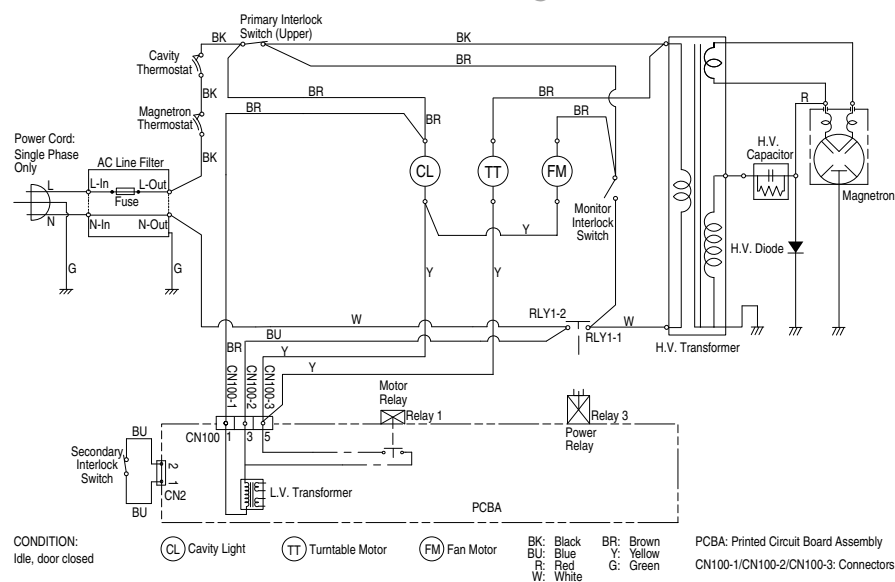 Primary Interlock
Switch (Upper)
BK
BK
BR
Cavity
Thermostat
BK
BR
BR
BR
BR
BR
R
Magnetron
Thermostat
BK
Power Cord:
Single Phase
Only
AC Line Filter
L
L-In
L-Out
Fuse
N
N-In
N-Out
G
G
CL
TT
FM
H.V.
Capacitor
Magnetron
Monitor
Interlock
Switch
H.V. Diode
Y
Y
Y
W
RLY1-2
W
RLY1-1
H.V. Transformer
BU
BR
Y
Y
CN100-1
CN100-2
CN100-3
Motor
Relay
Relay 1
Relay 3
Power
Relay
CN100
1
3
5
BU
Secondary
Interlock
Switch
2
1
CN2
BU
L.V. Transformer
PCBA
CONDITION:
Idle, door closed
CL Cavity Light
TT Turntable Motor
FM Fan Motor
BK: Black
BU: Blue
R: Red
W: White
BR: Brown
Y: Yellow
G: Green
PCBA: Printed Circuit Board Assembly
CN100-1/CN100-2/CN100-3: Connectors